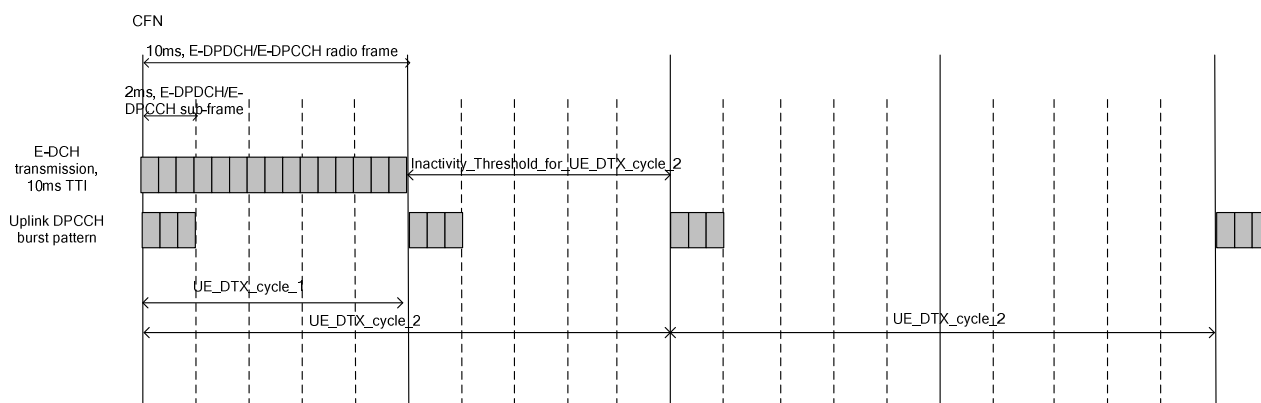 CFN
10ms, E-DPDCH/E-DPCCH radio frame
2ms, E-DPDCH/E-
DPCCH sub-frame
E-DCH
transmission,
10ms TTI
Inactivity_Threshold_for_UE_DTX_cycle_2
Uplink DPCCH
burst pattern
UE_DTX_cycle_1
UE_DTX_cycle_2
UE_DTX_cycle_2